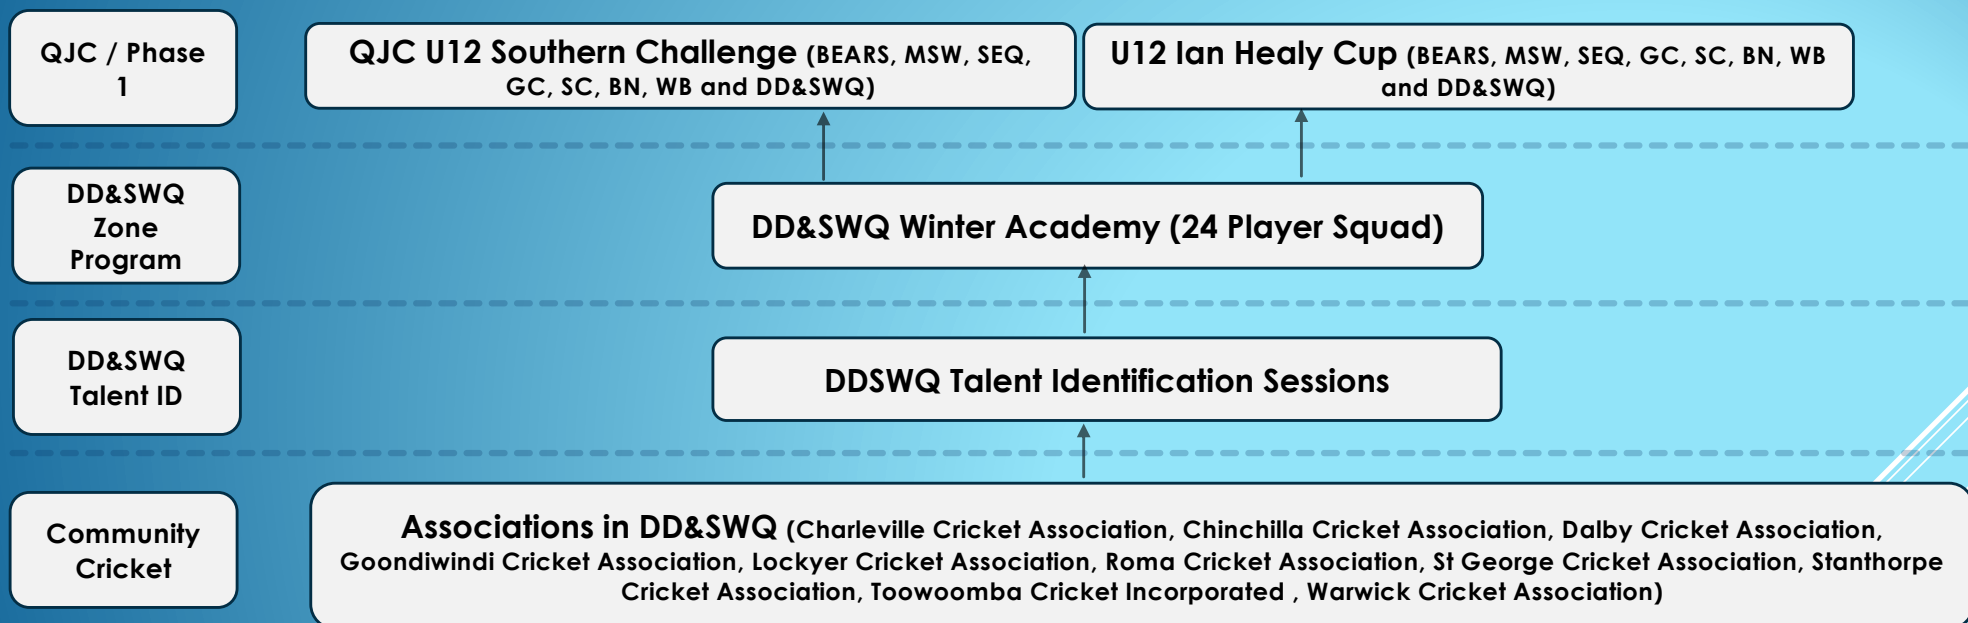 QJC / Phase
1
QJC U12 Southern Challenge (BEARS, MSW, SEQ,
GC, SC, BN, WB and DD&SWQ)
U12 Ian Healy Cup (BEARS, MSW, SEQ, GC, SC, BN, WB
and DD&SWQ)
DD&SWQ
Zone
Program
DD&SWQ Winter Academy (24 Player Squad)
DD&SWQ
Talent ID
DDSWQ Talent Identification Sessions
Community
Cricket
Associations in DD&SWQ (Charleville Cricket Association, Chinchilla Cricket Association, Dalby Cricket Association,
Goondiwindi Cricket Association, Lockyer Cricket Association, Roma Cricket Association, St George Cricket Association, Stanthorpe
Cricket Association, Toowoomba Cricket Incorporated , Warwick Cricket Association)